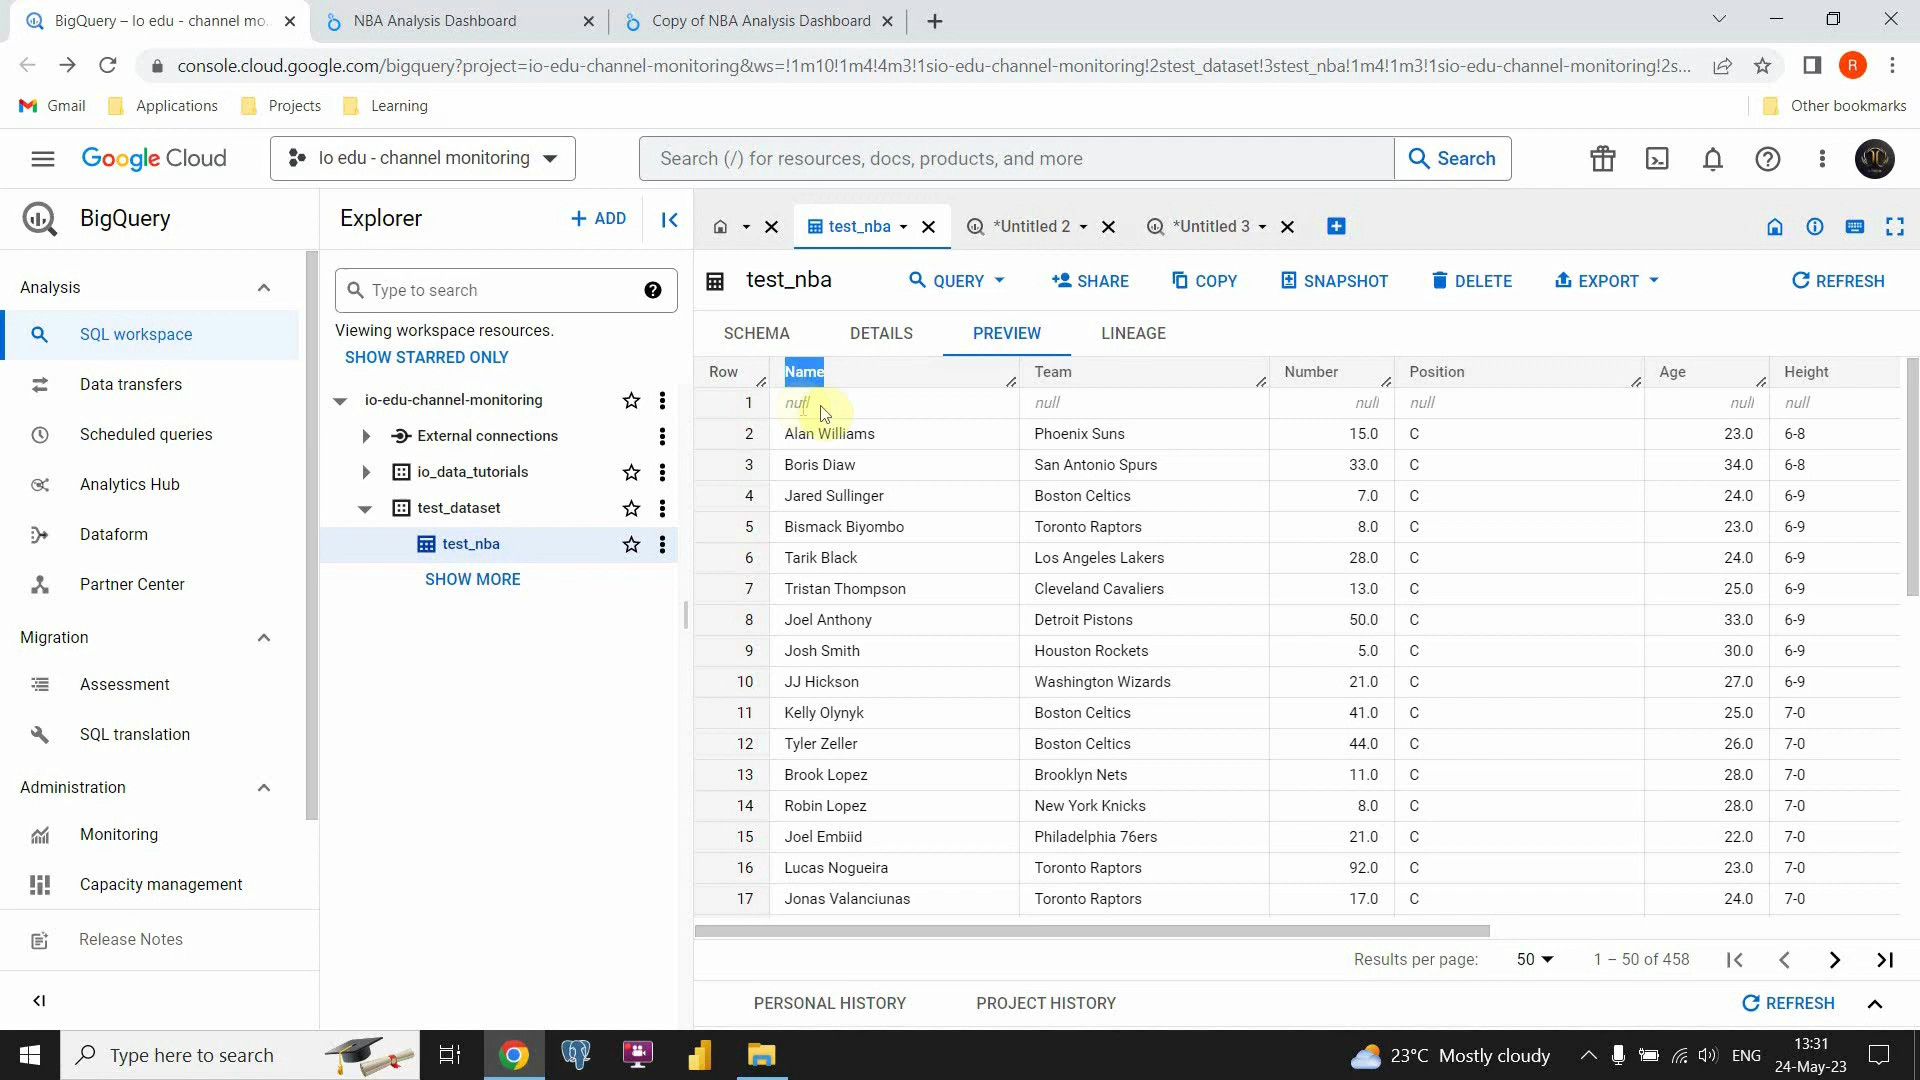 BigQuery – Io edu - channel mo
NBA Analysis Dashboard
Copy of NBA Analysis Dashboard
console.cloud.google.com/bigquery?project=io-edu-channel-monitoring&ws=!1m10!1m4!4m3!1sio-edu-channel-monitoring!2stest_dataset!3stest_nba!1m4!1m3!1sio-edu-channel-monitoring!2s...
R
Gmail
Applications
Projects
Learning
Other bookmarks
Google Cloud
Io edu - channel monitoring
Search (/) for resources, docs, products, and more
Search
BigQuery
Analysis
SQL workspace
Data transfers
Scheduled queries
Analytics Hub
Dataform
Partner Center
Migration
Assessment
SQL translation
Administration
Monitoring
Capacity management
Release Notes
Explorer
+ ADD
Type to search
Viewing workspace resources.
SHOW STARRED ONLY
io-edu-channel-monitoring
External connections
io_data_tutorials
test_dataset
test_nba
SHOW MORE
test_nba
*Untitled 2
*Untitled 3
test_nba
QUERY
SHARE
COPY
SNAPSHOT
DELETE
EXPORT
REFRESH
SCHEMA
DETAILS
PREVIEW
LINEAGE
Row Name Team Number Position Age Height
1 null null null null null null
2 Alan Williams Phoenix Suns 15.0 C 23.0 6-8
3 Boris Diaw San Antonio Spurs 33.0 C 34.0 6-8
4 Jared Sullinger Boston Celtics 7.0 C 24.0 6-9
5 Bismack Biyombo Toronto Raptors 8.0 C 23.0 6-9
6 Tarik Black Los Angeles Lakers 28.0 C 24.0 6-9
7 Tristan Thompson Cleveland Cavaliers 13.0 C 25.0 6-9
8 Joel Anthony Detroit Pistons 50.0 C 33.0 6-9
9 Josh Smith Houston Rockets 5.0 C 30.0 6-9
10 JJ Hickson Washington Wizards 21.0 C 27.0 6-9
11 Kelly Olynyk Boston Celtics 41.0 C 25.0 7-0
12 Tyler Zeller Boston Celtics 44.0 C 26.0 7-0
13 Brook Lopez Brooklyn Nets 11.0 C 28.0 7-0
14 Robin Lopez New York Knicks 8.0 C 28.0 7-0
15 Joel Embiid Philadelphia 76ers 21.0 C 22.0 7-0
16 Lucas Nogueira Toronto Raptors 92.0 C 23.0 7-0
17 Jonas Valanciunas Toronto Raptors 17.0 C 24.0 7-0
Results per page: 50 1 – 50 of 458
PERSONAL HISTORY
PROJECT HISTORY
REFRESH
Type here to search
23°C Mostly cloudy
ENG
13:31
24-May-23